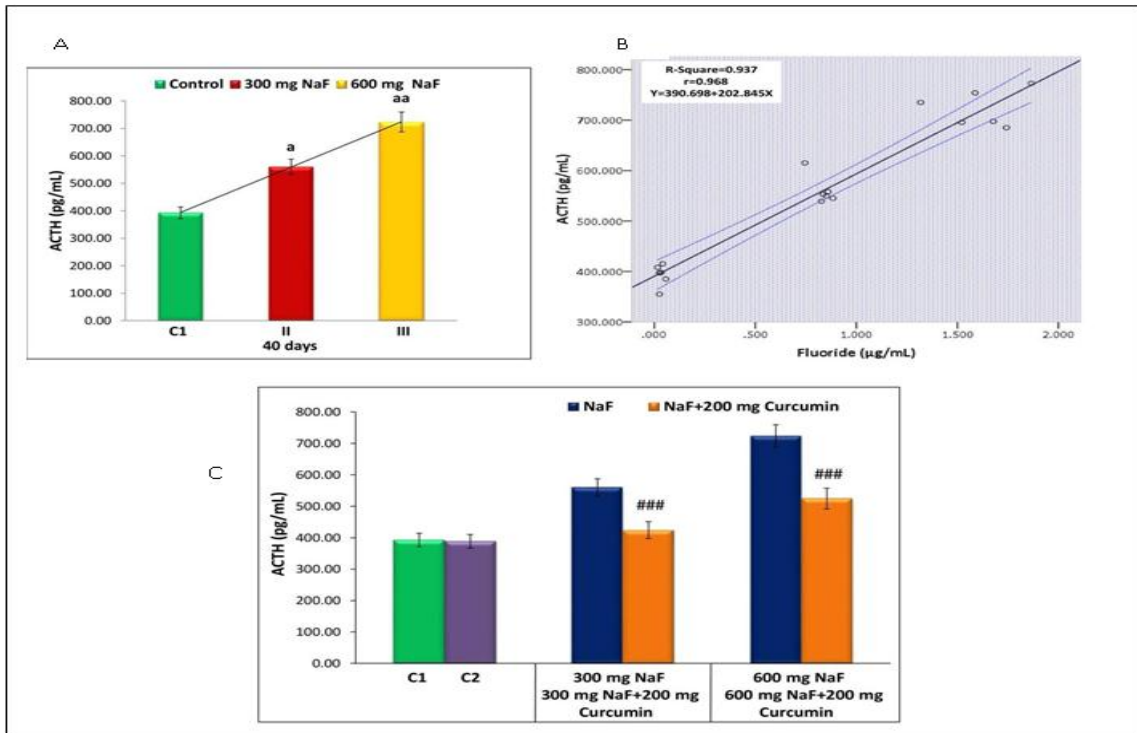 A
Control 300 mg NaF 600 mg NaF
800.00
700.00
600.00
500.00
400.00
300.00
200.00
100.00
0.00
ACTH (pg/mL)
a
aa
C1 II III
40 days
B
R-Square=0.937
r=0.968
Y=390.698+202.845X
800.000
700.000
600.000
500.000
400.000
300.000
ACTH (pg/mL)
.000 .500 1.000 1.500 2.000
Fluoride (µg/mL)
C
NaF NaF+200 mg Curcumin
800.00
700.00
600.00
500.00
400.00
300.00
200.00
100.00
0.00
ACTH (pg/mL)
###
###
C1 C2
300 mg NaF
300 mg NaF+200 mg
Curcumin
600 mg NaF
600 mg NaF+200 mg
Curcumin